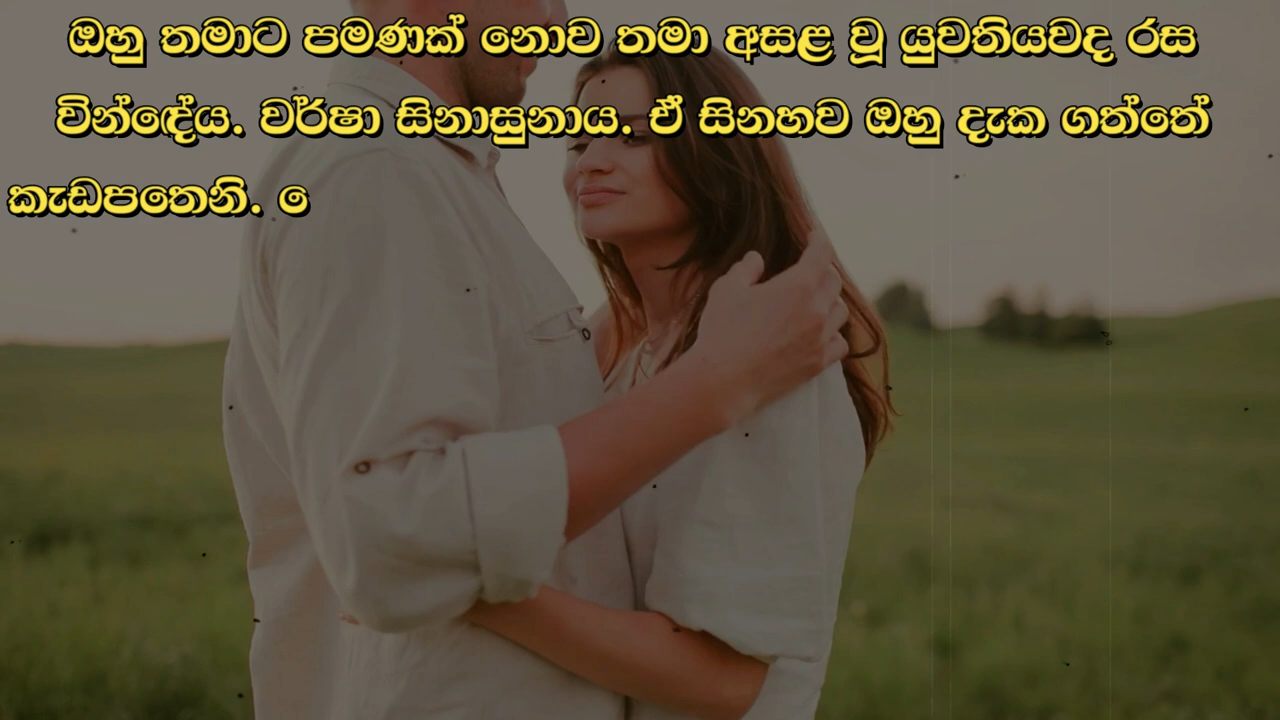 ඔහු තමාට පමණක් නොව තමා අසළ වූ යුවතියවද රස
වින්ඳේය. වර්ෂා සිනාසුනාය. ඒ සිනහව ඔහු දැක ගත්තේ
කැඩපතෙනි. ෙ